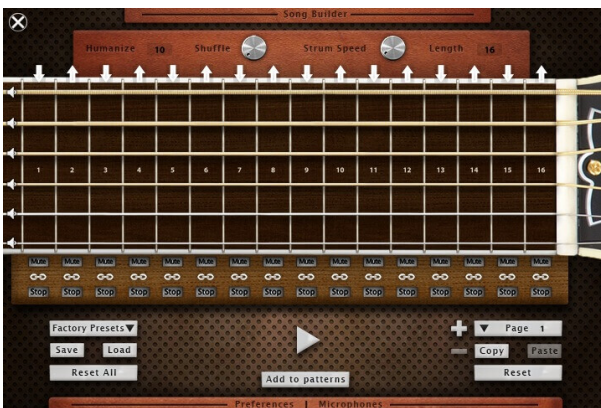 Song Builder
Humanize 10 Shuffle Strum Speed Length 16
1 2 3 4 5 6 7 8 9 10 11 12 13 14 15 16
Mute Mute Mute Mute Mute Mute Mute Mute Mute Mute Mute Mute Mute Mute Mute Mute
Stop Stop Stop Stop Stop Stop Stop Stop Stop Stop Stop Stop Stop Stop Stop Stop
Factory Presets▼ ▼ Page 1
Save Load Copy Paste
Reset All Add to patterns Reset
Preferences | Microphones